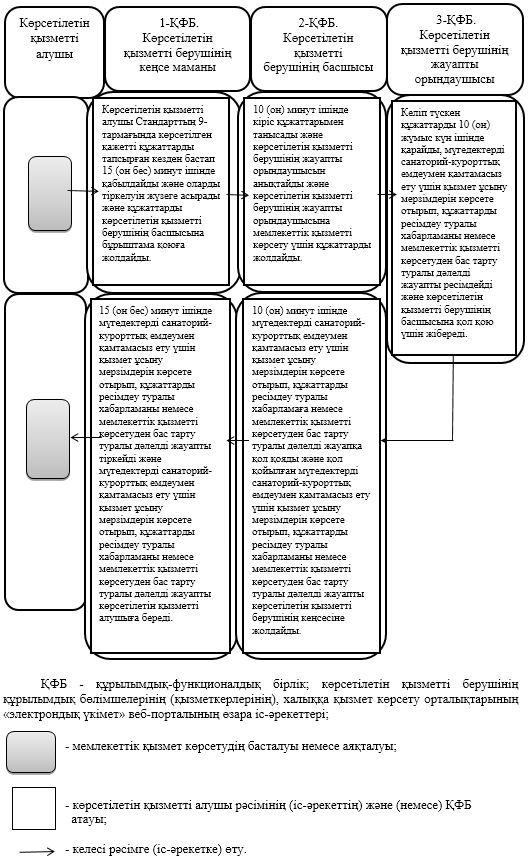 Көрсетілетін
қызметті
алушы
1-ҚФБ.
Көрсетілетін
қызметті берушінің
кеңсе маманы
2-ҚФБ.
Көрсетілетін
қызметті
берушінің басшысы
3-ҚФБ.
Көрсетілетін
қызметті берушінің
жауапты
орындаушысы
Көрсетілетін қызметті
алушы Стандарттың 9-
тармағында көрсетілген
қажетті құжаттарды
тапсырған кезден бастап
15 (он бес) минут ішінде
қабылдайды және оларды
тіркелуін жүзеге асырады
және құжаттарды
көрсетілетін қызметті
берушінің басшысына
бұрыштама қоюға
жолдайды.
10 (он) минут ішінде
кіріс құжаттарымен
танысады және
көрсетілетін қызметті
берушінің жауапты
орындаушысын
анықтайды және
көрсетілетін қызметті
берушінің жауапты
орындаушысына
мемлекеттік қызметті
көрсету үшін құжаттарды
жолдайды.
Келіп түскен
құжаттарды 10 (он)
жұмыс күн ішінде
қарайды, мүгедектерді
санаторий-курорттық
емдеумен қамтамасыз
ету үшін қызмет ұсыну
мерзімдерін көрсете
отырып, құжаттарды
ресімдеу туралы
хабарламаны немесе
мемлекеттік қызметті
көрсетуден бас тарту
туралы дәлелді
жауапты ресімдейді
және көрсетілетін
қызметті берушінің
басшысына қол қою
үшін жібереді.
15 (он бес) минут ішінде
мүгедектерді санаторий-
курорттық емдеумен
қамтамасыз ету үшін
қызмет ұсыну
мерзімдерін көрсете
отырып, құжаттарды
ресімдеу туралы
хабарламаны немесе
мемлекеттік қызметті
көрсетуден бас тарту
туралы дәлелді жауапты
тіркейді және
мүгедектерді санаторий-
курорттық емдеумен
қамтамасыз ету үшін
қызмет ұсыну
мерзімдерін көрсете
отырып, құжаттарды
ресімдеу туралы
хабарламаны немесе
мемлекеттік қызметті
көрсетуден бас тарту
туралы дәлелді жауапты
көрсетілетін қызметті
алушыға береді.
10 (он) минут ішінде
мүгедектерді санаторий-
курорттық емдеумен
қамтамасыз ету үшін
қызмет ұсыну
мерзімдерін көрсете
отырып, құжаттарды
ресімдеу туралы
хабарламаға немесе
мемлекеттік қызметті
көрсетуден бас тарту
туралы дәлелді жауапқа
қол қояды және қол
қойылған мүгедектерді
санаторий-курорттық
емдеумен қамтамасыз ету
үшін қызмет ұсыну
мерзімдерін көрсете
отырып, құжаттарды
ресімдеу туралы
хабарламаны немесе
мемлекеттік қызметті
көрсетуден бас тарту
туралы дәлелді жауапты
көрсетілетін қызметті
берушінің кеңсесіне
жолдайды.
ҚФБ - құрылымдық-функционалдық бірлік; көрсетілетін қызметті берушінің
құрылымдық бөлімшелерінің (қызметкерлерінің), халыққа қызмет көрсету орталықтарының
«электрондық үкімет» веб-порталының өзара іс-әрекеттері;
- мемлекеттік қызмет көрсетудің басталуы немесе аяқталуы;
- көрсетілетін қызметті алушы рәсімінің (іс-әрекеттің) және (немесе) ҚФБ
атауы;
- келесі рәсімге (іс-әрекетке) өту.